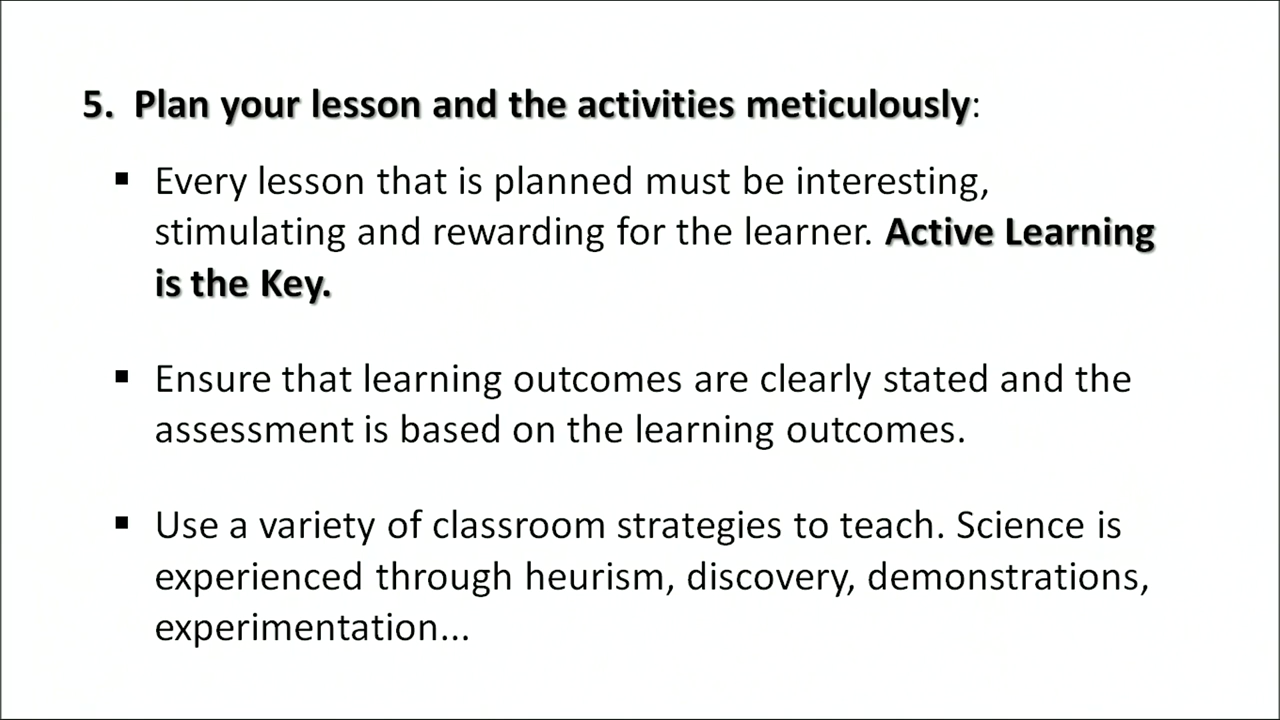 5. Plan your lesson and the activities meticulously:
▪ Every lesson that is planned must be interesting,
stimulating and rewarding for the learner. Active Learning
is the Key.
▪ Ensure that learning outcomes are clearly stated and the
assessment is based on the learning outcomes.
▪ Use a variety of classroom strategies to teach. Science is
experienced through heurism, discovery, demonstrations,
experimentation...